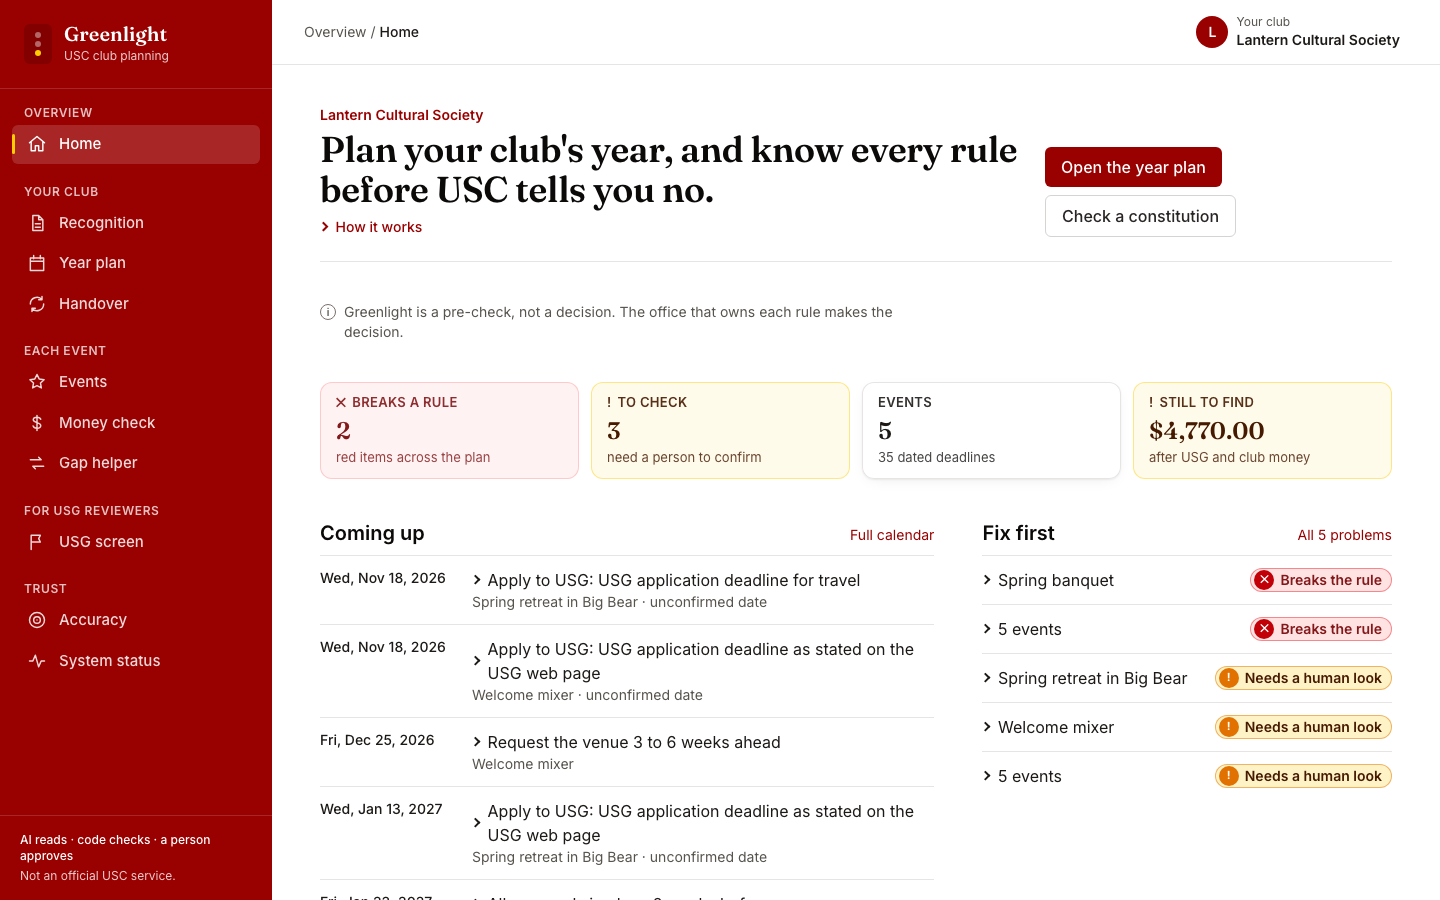 Greenlight
USC club planning
OVERVIEW
Home
YOUR CLUB
Recognition
Year plan
Handover
EACH EVENT
Events
Money check
Gap helper
FOR USG REVIEWERS
USG screen
TRUST
Accuracy
System status
AI reads · code checks · a person
approves
Not an official USC service.
Overview / Home
L
Your club
Lantern Cultural Society
Lantern Cultural Society
Plan your club's year, and know every rule
before USC tells you no.
How it works
Open the year plan
Check a constitution
Greenlight is a pre-check, not a decision. The office that owns each rule makes the
decision.
BREAKS A RULE
2
red items across the plan
! TO CHECK
3
need a person to confirm
EVENTS
5
35 dated deadlines
! STILL TO FIND
$4,770.00
after USG and club money
Coming up
Full calendar
Wed, Nov 18, 2026
Apply to USG: USG application deadline for travel
Spring retreat in Big Bear · unconfirmed date
Wed, Nov 18, 2026
Apply to USG: USG application deadline as stated on the
USG web page
Welcome mixer · unconfirmed date
Fri, Dec 25, 2026
Request the venue 3 to 6 weeks ahead
Welcome mixer
Wed, Jan 13, 2027
Apply to USG: USG application deadline as stated on the
USG web page
Spring retreat in Big Bear · unconfirmed date
Fix first
All 5 problems
Spring banquet
Breaks the rule
5 events
Breaks the rule
Spring retreat in Big Bear
! Needs a human look
Welcome mixer
! Needs a human look
5 events
! Needs a human look